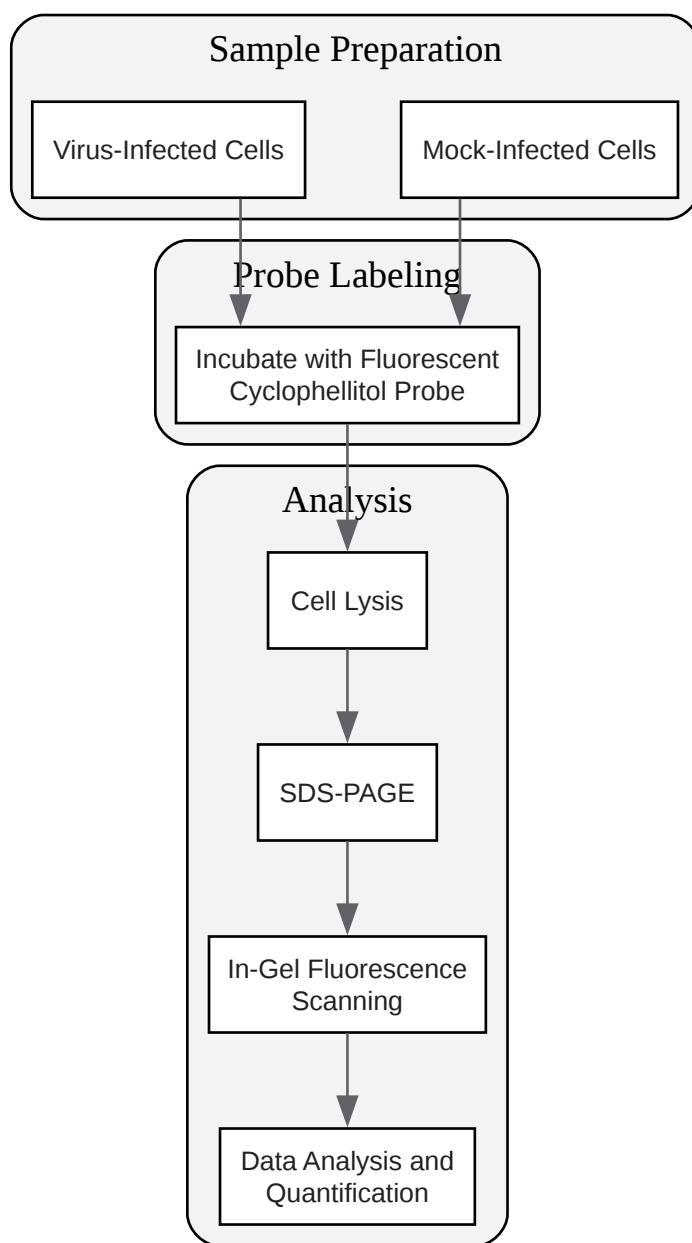 Sample Preparation
Virus-Infected Cells
Mock-Infected Cells
Probe Labeling
Incubate with Fluorescent
Cyclophellitol Probe
Analysis
Cell Lysis
SDS-PAGE
In-Gel Fluorescence
Scanning
Data Analysis and
Quantification